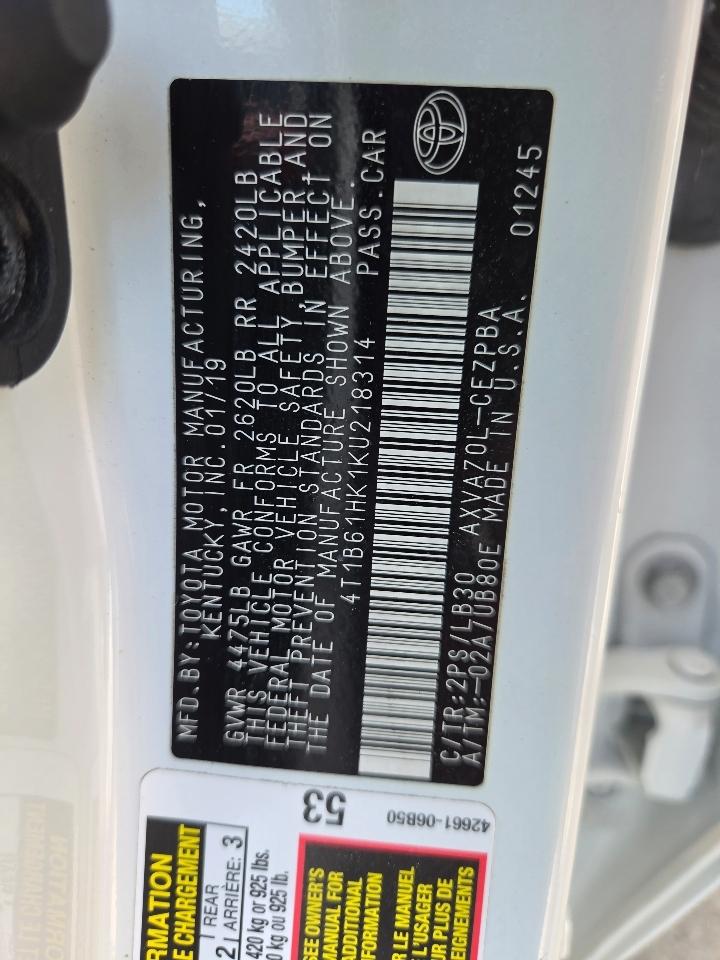 MFD.BY:TOYOTA MOTOR MANUFACTURING,
KENTUCKY,INC.01/19
GVWR 4475LB GAWR FR 2620LB RR 2420LB
THIS VEHICLE CONFORMS TO ALL APPLICABLE
FEDERAL MOTOR VEHICLE SAFETY,BUMPER,AND
THEFT PREVENTION STANDARDS IN EFFECT ON
THE DATE OF MANUFACTURE SHOWN ABOVE.
4T1B61HK1KU218314 PASS.CAR
C/TR:2PS/LB30 AXVA70L-CEZPBA
A/TM:-02A/UB80E MADE IN U.S.A. 01245
53
42661-06B50
RMATION
E CHARGEMENT
2 REAR
ARRIÈRE: 3
420 kg or 925 lbs.
0 kg ou 925 lb.
SEE OWNER'S
MANUAL FOR
ADDITIONAL
INFORMATION
R LE MANUEL
L'USAGER
R PLUS DE
SEIGNEMENTS